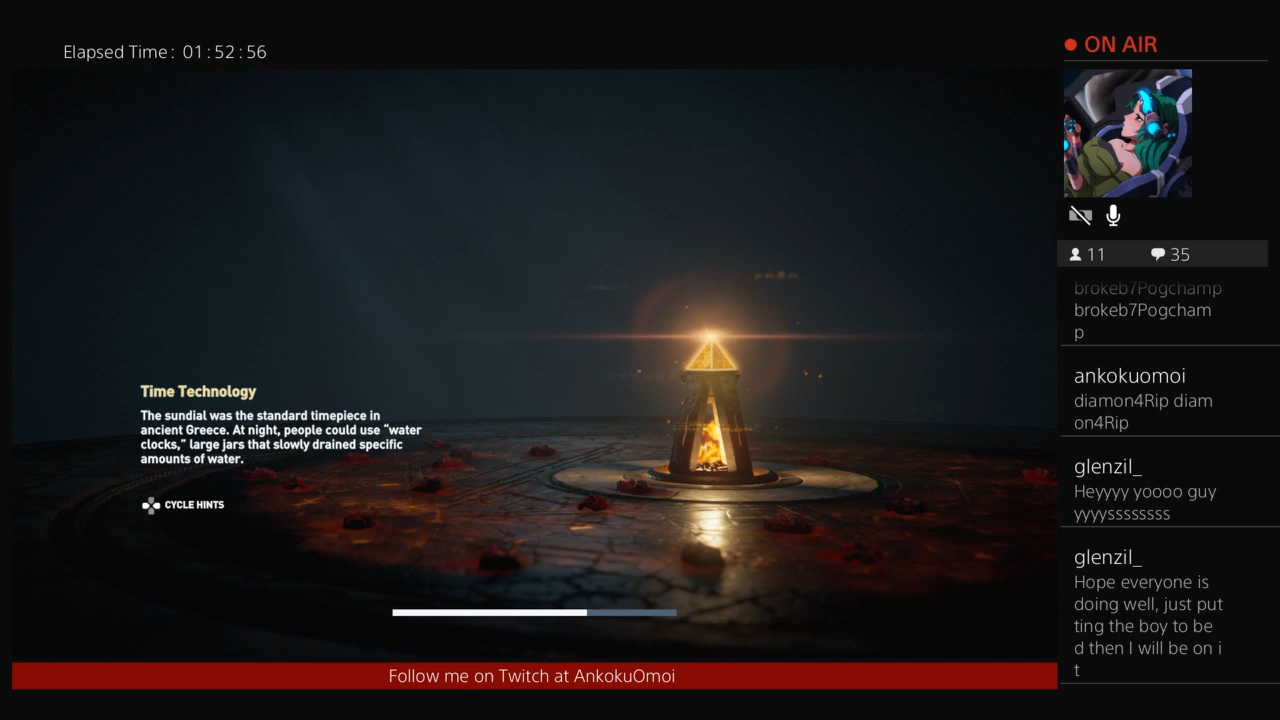 Elapsed Time: 01:52:56
ON AIR
11
35
brokeb7Pogchamp
brokeb7Pogcham
p
ankokuomoi
diamon4Rip diam
on4Rip
glenzil_
Heyyyy yoooo guy
yyyyssssssss
glenzil_
Hope everyone is
doing well, just put
ting the boy to be
d then I will be on i
t
Time Technology
The sundial was the standard timepiece in
ancient Greece. At night, people could use “water
clocks,” large jars that slowly drained specific
amounts of water.
CYCLE HINTS
Follow me on Twitch at AnkokuOmoi